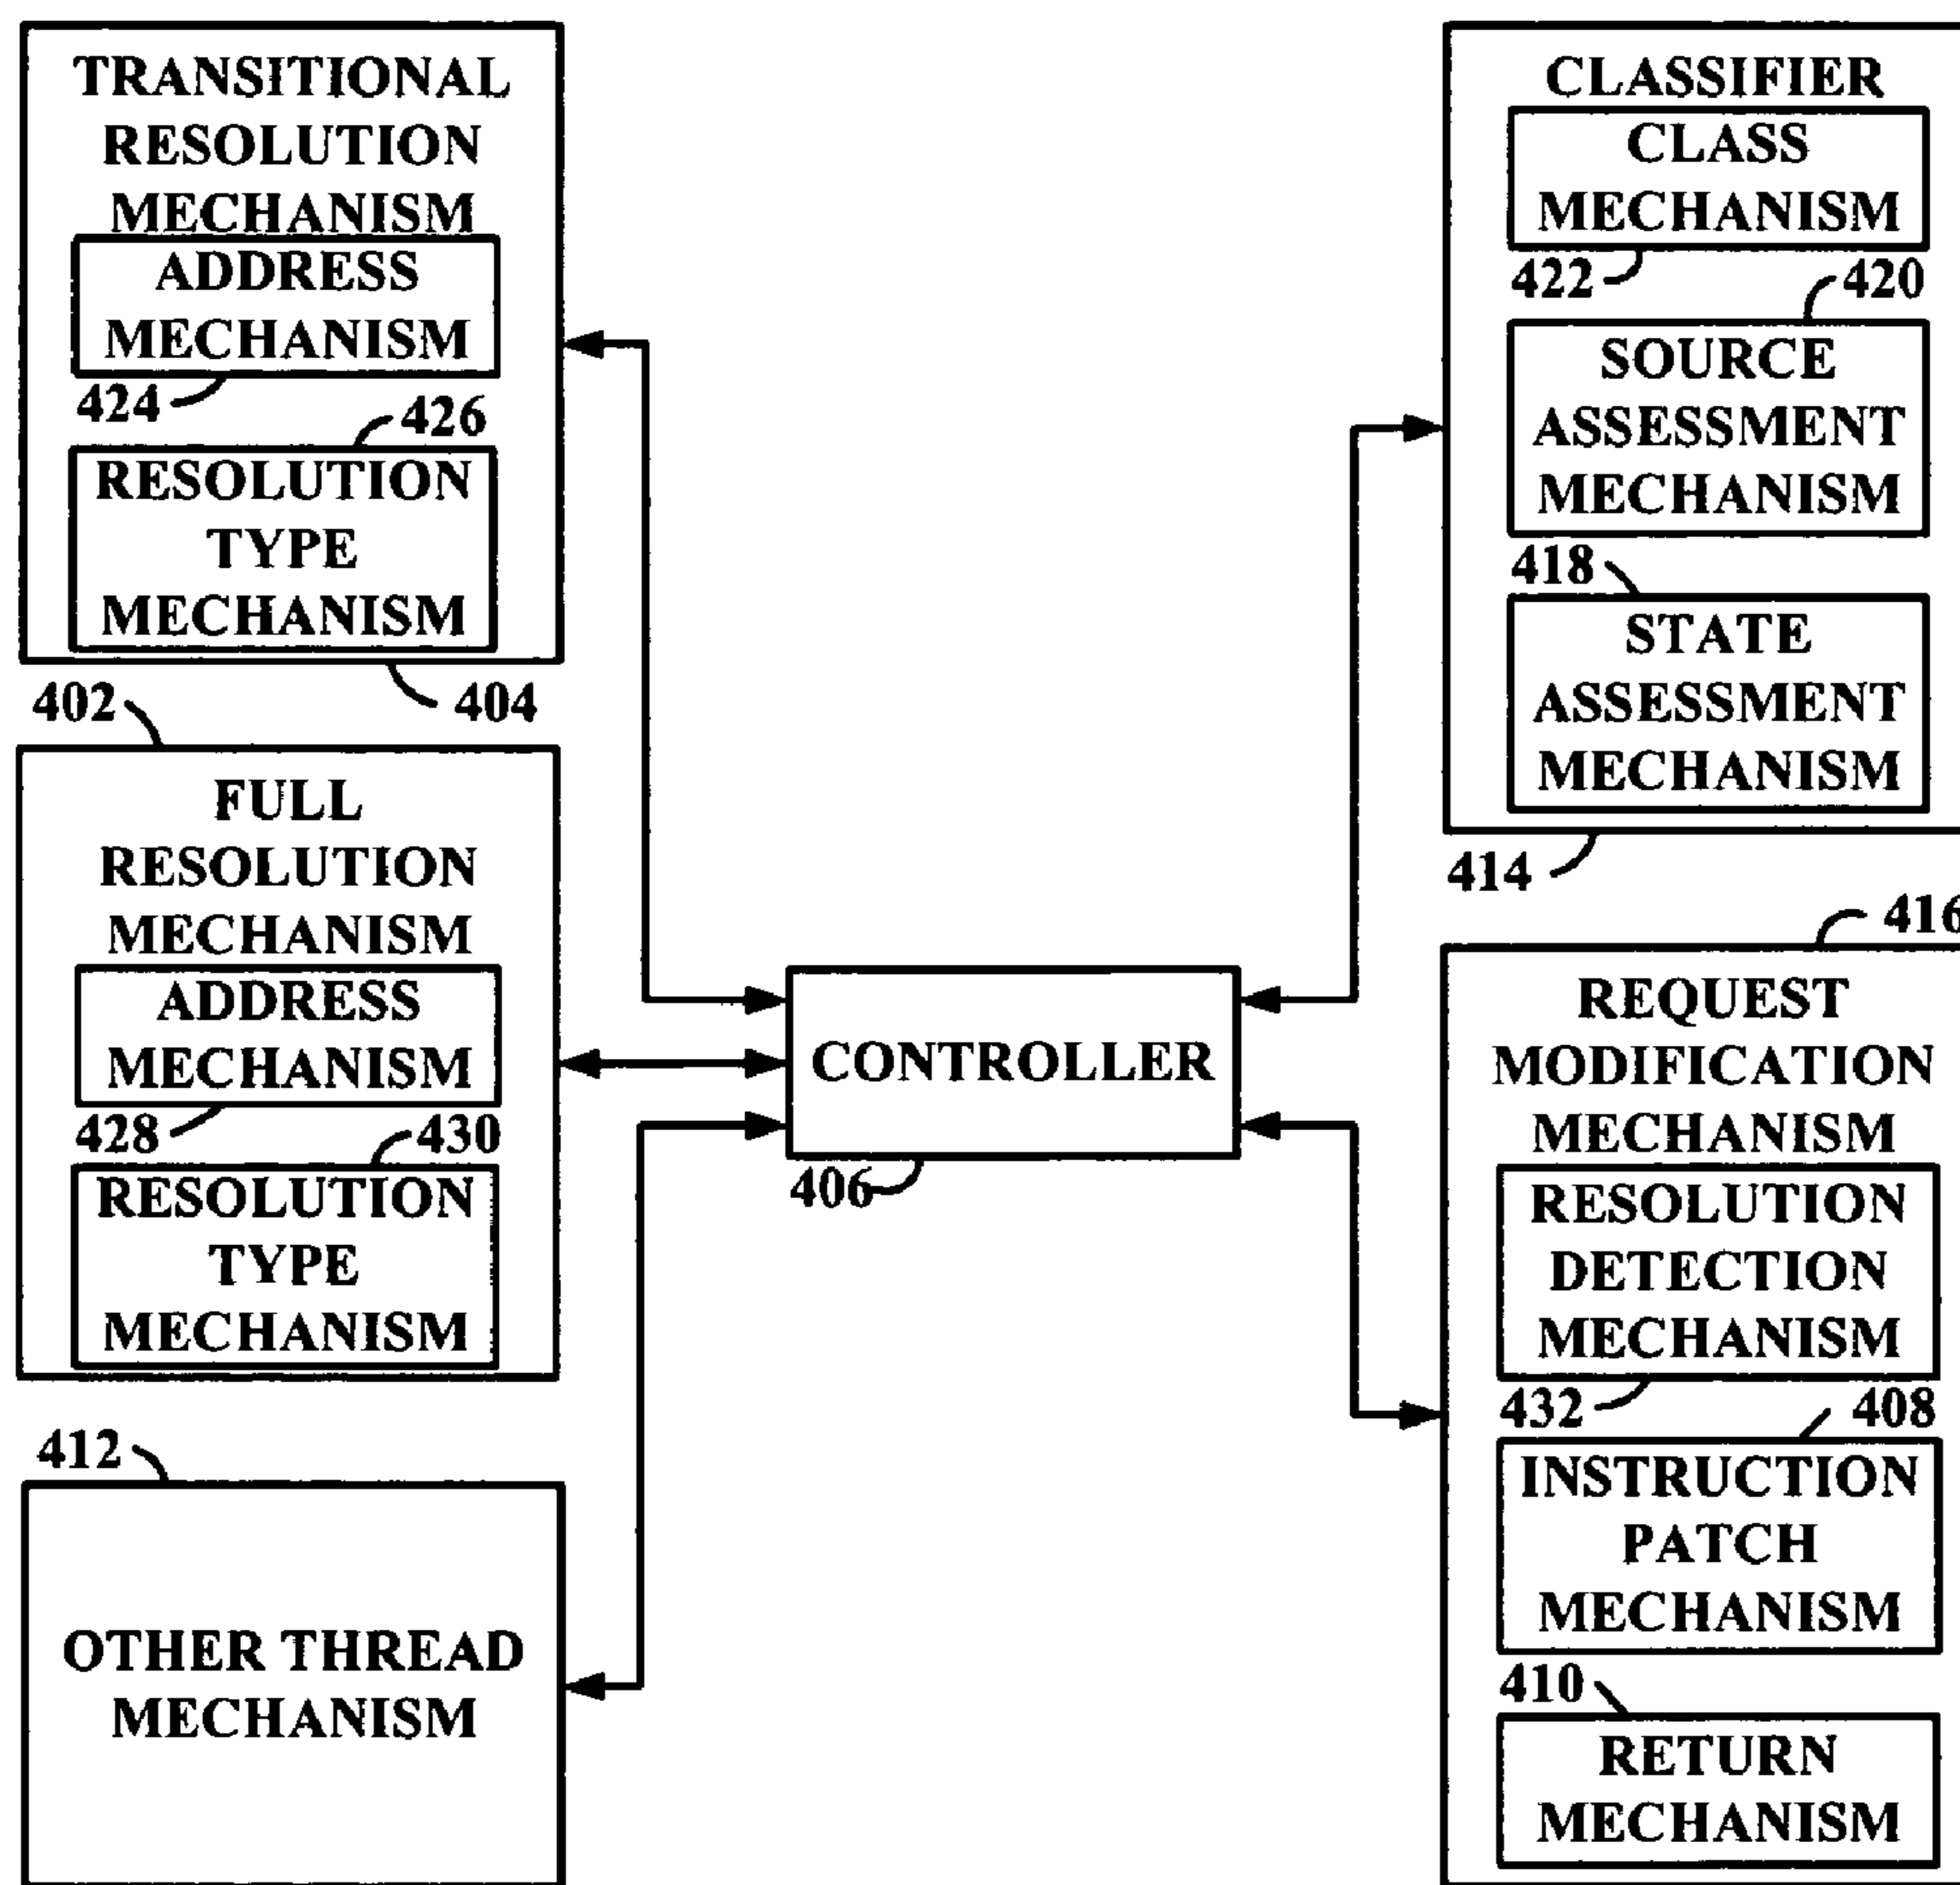 TRANSITIONAL
RESOLUTION
MECHANISM
ADDRESS
MECHANISM
424
426
RESOLUTION
TYPE
MECHANISM
404
402
FULL
RESOLUTION
MECHANISM
ADDRESS
MECHANISM
428
430
RESOLUTION
TYPE
MECHANISM
412
OTHER THREAD
MECHANISM
CONTROLLER
406
CLASSIFIER
CLASS
MECHANISM
422
420
SOURCE
ASSESSMENT
MECHANISM
418
STATE
ASSESSMENT
MECHANISM
414
416
REQUEST
MODIFICATION
MECHANISM
RESOLUTION
DETECTION
MECHANISM
432
408
INSTRUCTION
PATCH
MECHANISM
410
RETURN
MECHANISM